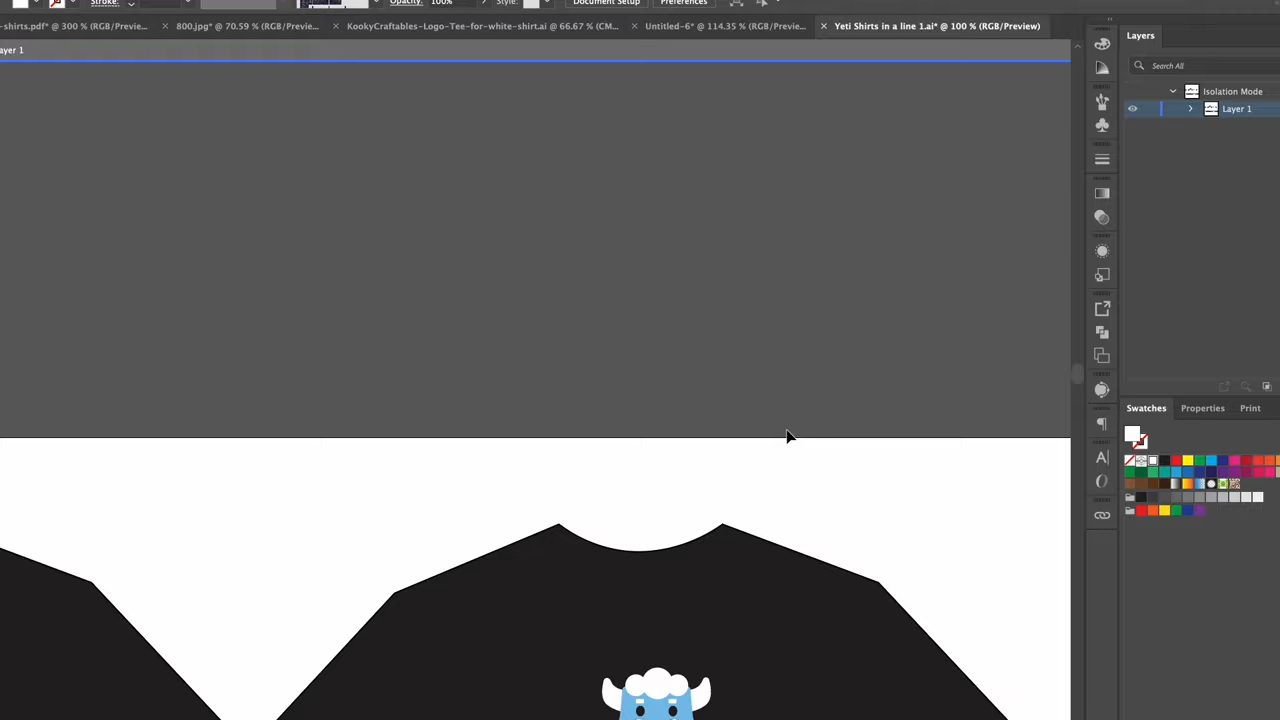 Stroke:
Opacity: 100%
Style:
Document Setup
Preferences
-shirts.pdf* @ 300 % (RGB/Previe...
800.jpg* @ 70.59 % (RGB/Previe...
KookyCraftables-Logo-Tee-for-white-shirt.ai @ 66.67 % (CM...
Untitled-6* @ 114.35 % (RGB/Previe...
Yeti Shirts in a line 1.ai* @ 100 % (RGB/Preview)
ayer 1
Layers
Search All
Isolation Mode
Layer 1
Swatches
Properties
Print